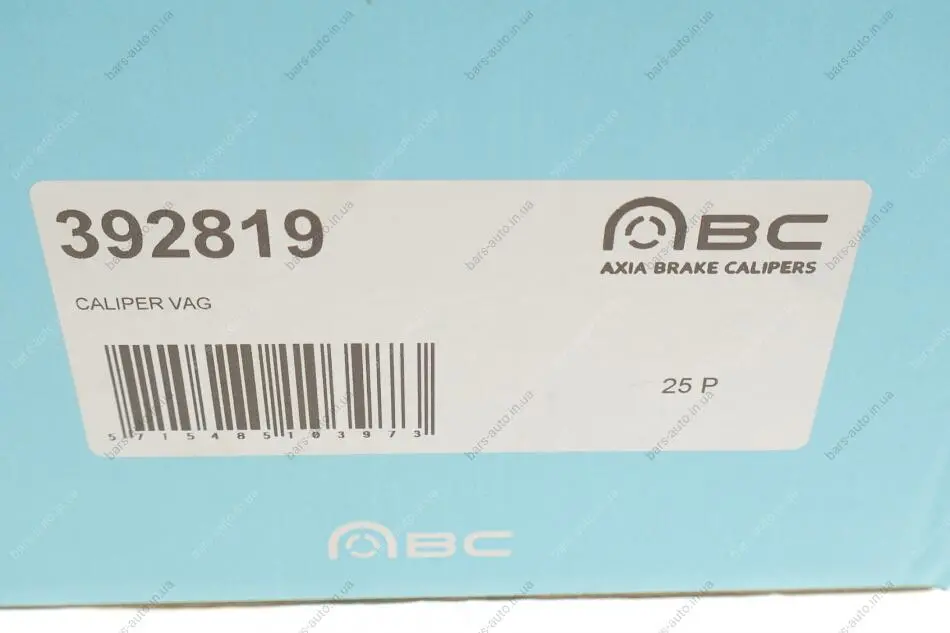 392819
ABC
AXIA BRAKE CALIPERS
CALIPER VAG
25 P
5 715485 103973
ABC
bars-auto.in.ua